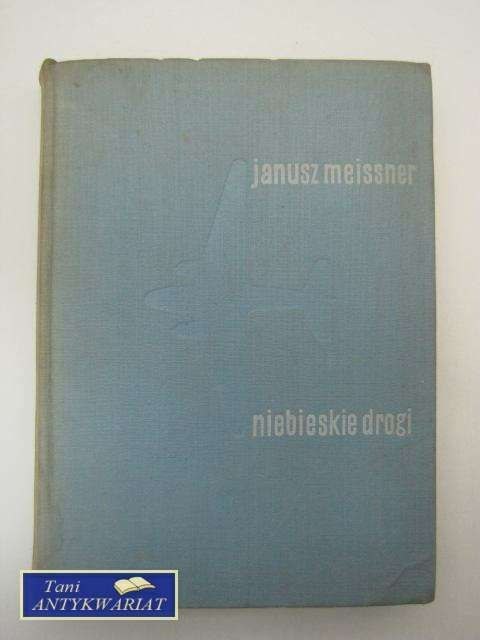 janusz meissner
niebieskie drogi
Tani
ANTYKWARIAT